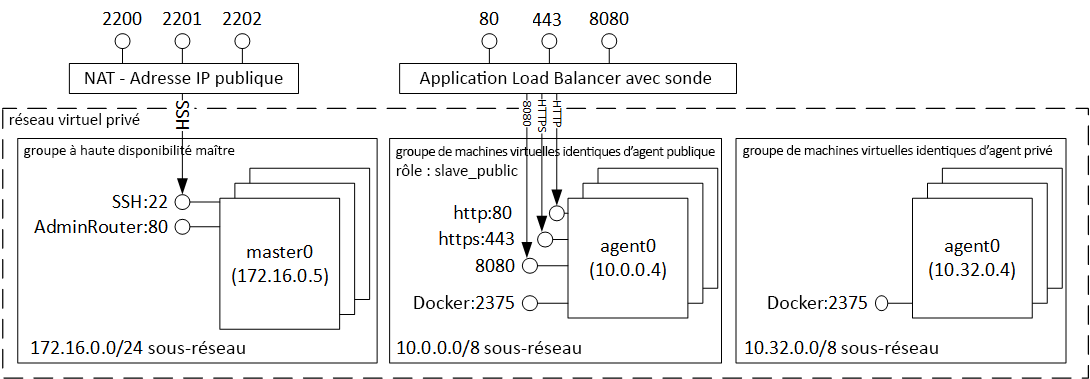 2200 2201 2202
80 443 8080
NAT - Adresse IP publique
Application Load Balancer avec sonde
SSH
8080
HTTPS
HTTP
réseau virtuel privé
groupe à haute disponibilité maître
SSH:22
AdminRouter:80
master0
(172.16.0.5)
172.16.0.0/24 sous-réseau
groupe de machines virtuelles identiques d’agent publique
rôle : slave_public
http:80
https:443
8080
Docker:2375
agent0
(10.0.0.4)
10.0.0.0/8 sous-réseau
groupe de machines virtuelles identiques d’agent privé
agent0
(10.32.0.4)
Docker:2375
10.32.0.0/8 sous-réseau